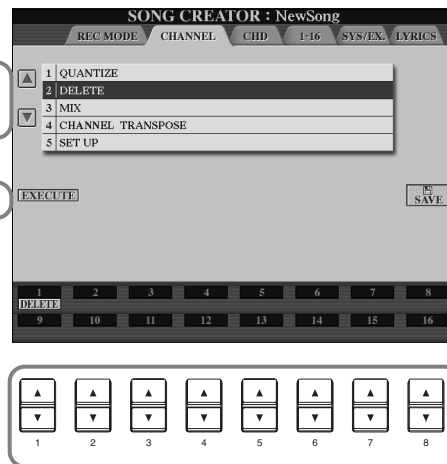 SONG CREATOR : NewSong
REC MODE CHANNEL CHD 1-16 SYS/EX. LYRICS
1 QUANTIZE
2 DELETE
3 MIX
4 CHANNEL TRANSPOSE
5 SET UP
EXECUTE
SAVE
1 2 3 4 5 6 7 8
DELETE
9 10 11 12 13 14 15 16
1 2 3 4 5 6 7 8